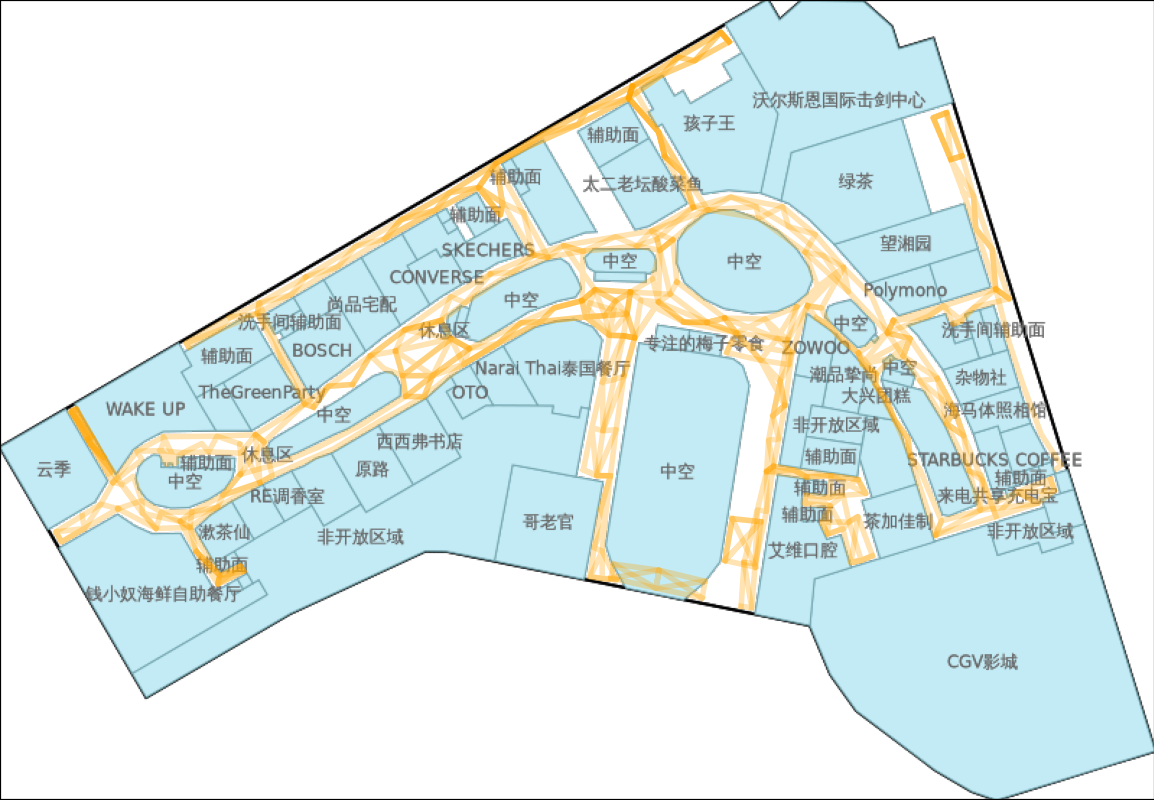 沃尔斯恩国际击剑中心
孩子王
辅助面
辅助面
太二老坛酸菜鱼
绿茶
辅助面
SKECHERS
望湘园
中空
中空
CONVERSE
Polymono
尚品宅配
中空
洗手间辅助面
休息区
中空
洗手间辅助面
BOSCH
专注的梅子零食
ZOWOO
辅助面
Narai Thai泰国餐厅
中空
潮品挚尚
杂物社
TheGreenParty
OTO
大兴团糕
WAKE UP
中空
海马体照相馆
非开放区域
西西弗书店
休息区
辅助面
辅助面
STARBUCKS COFFEE
云季
原路
中空
中空
辅助面
辅助面
RE调香室
来电共享充电宝
辅助面
哥老官
茶加佳制
漱茶仙
非开放区域
非开放区域
艾维口腔
辅助面
钱小奴海鲜自助餐厅
CGV影城